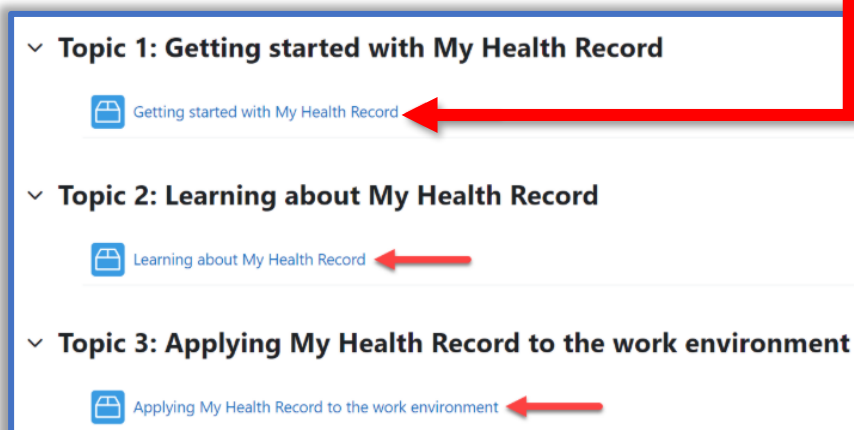 Topic 1: Getting started with My Health Record
Getting started with My Health Record
Topic 2: Learning about My Health Record
Learning about My Health Record
Topic 3: Applying My Health Record to the work environment
Applying My Health Record to the work environment